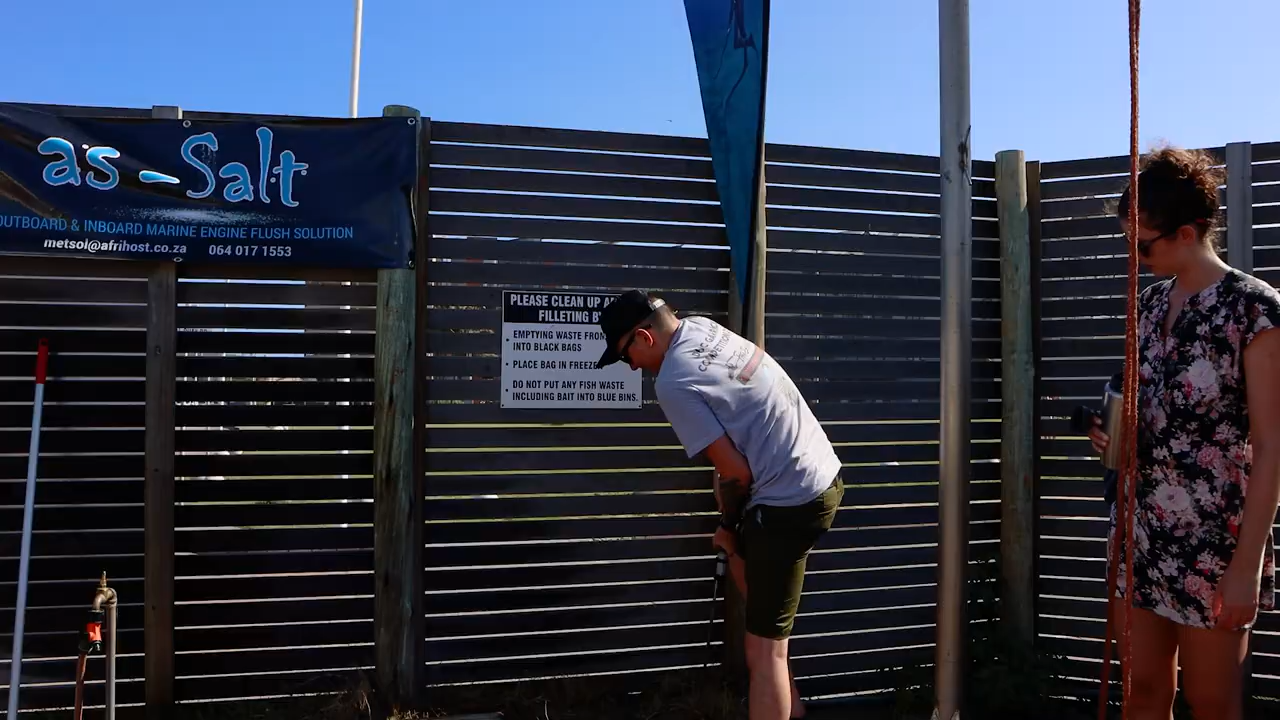 as-Salt
OUTBOARD & INBOARD MARINE ENGINE FLUSH SOLUTION
metsol@afrihost.co.za 064 017 1553
PLEASE CLEAN UP
FILLETING
• EMPTYING WASTE FROM
INTO BLACK BAGS
• PLACE BAG IN
• DO NOT PUT ANY FISH WASTE
INCLUDING BAIT INTO BLUE BINS.